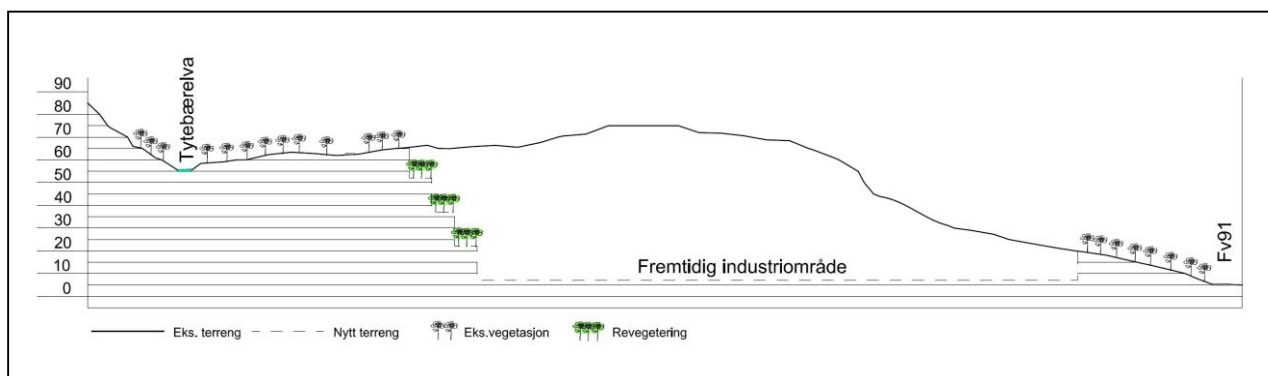 Tytebærelva
90
80
70
60
50
40
30
20
10
0
Fremtidig industriområde
Fv91
Eks. terreng
Nytt terreng
Eks.vegetasjon
Revegetering